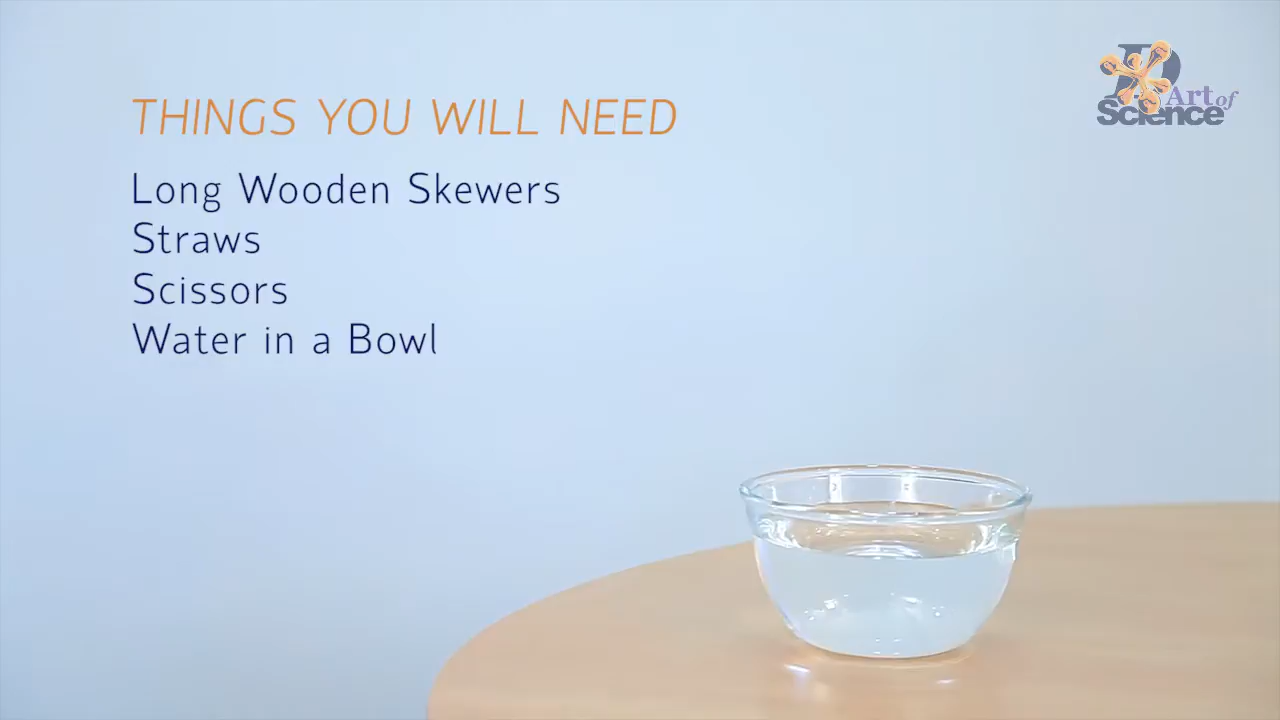 THINGS YOU WILL NEED
Long Wooden Skewers
Straws
Scissors
Water in a Bowl
Art of
Science